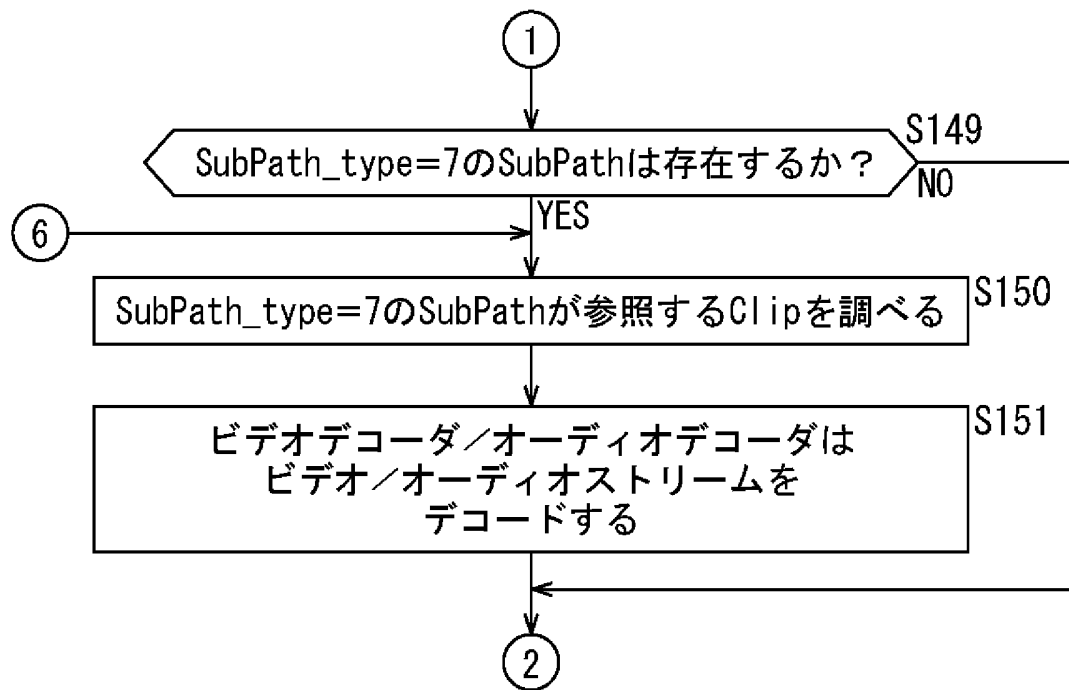 1
S149
SubPath_type=7のSubPathは存在するか？
NO
YES
6
S150
SubPath_type=7のSubPathが参照するClipを調べる
S151
ビデオデコーダ／オーディオデコーダは
ビデオ／オーディオストリームを
デコードする
2